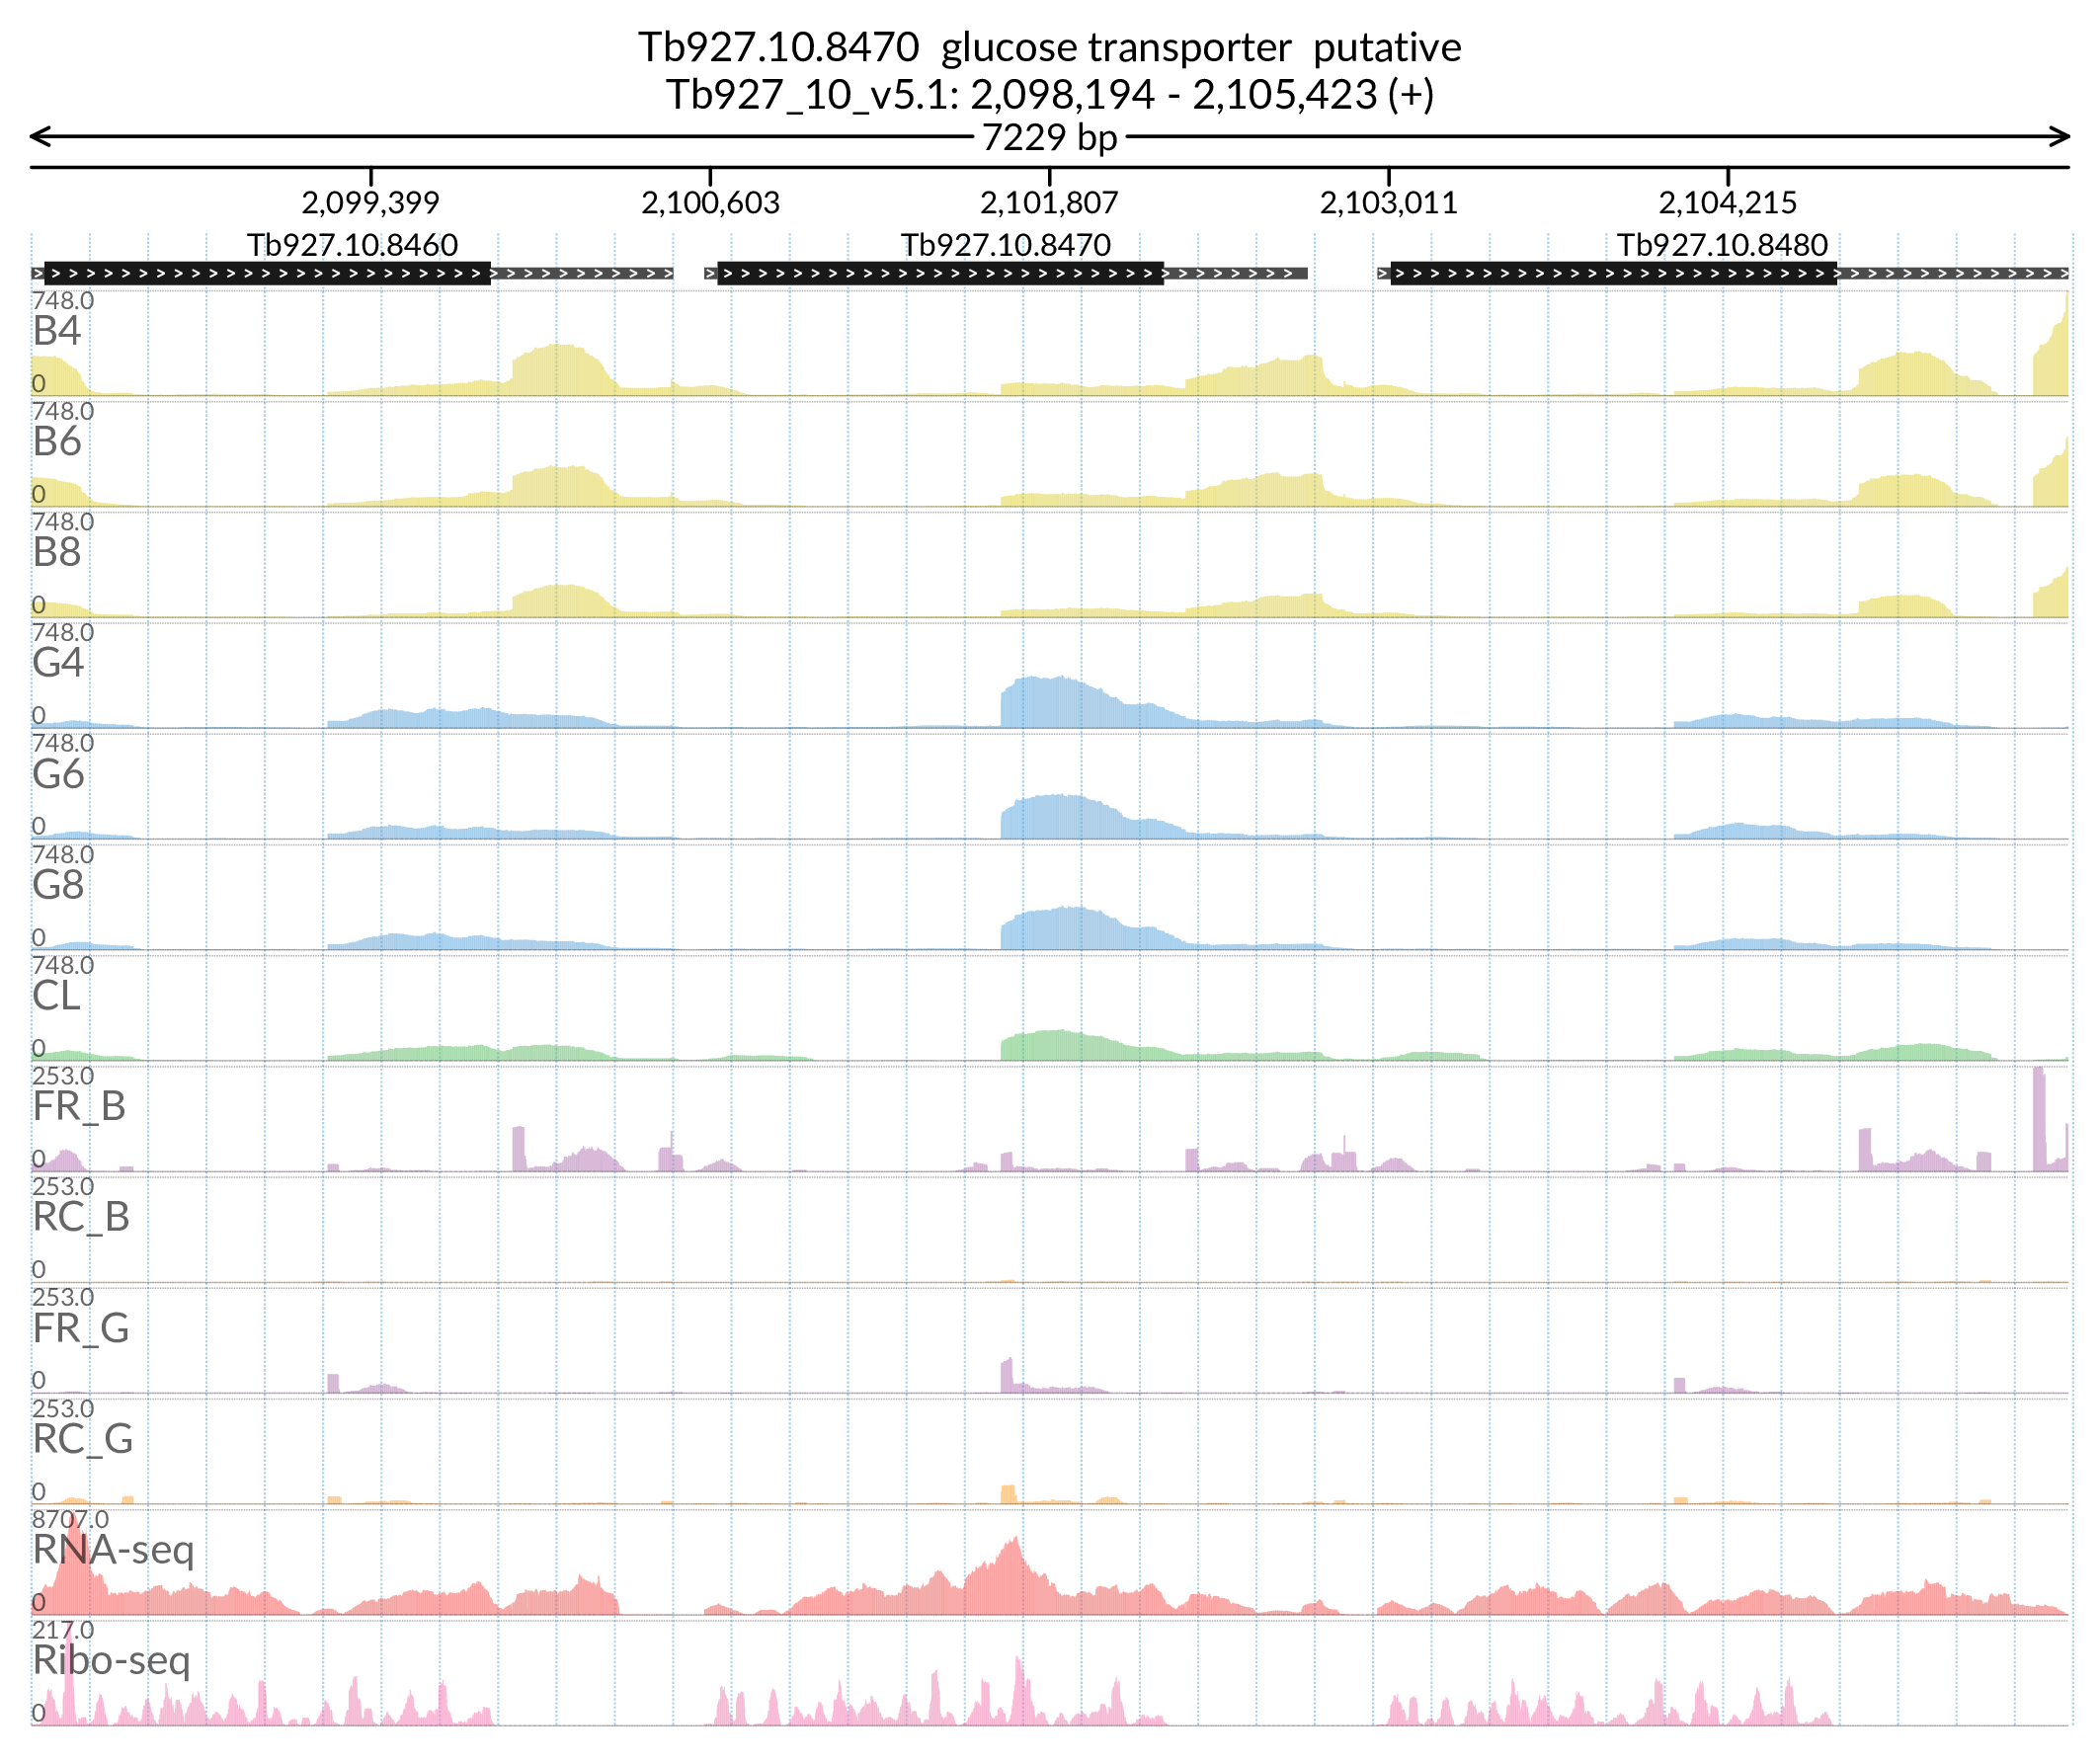 Tb927.10.8470  glucose transporter  putative
Tb927_10_v5.1: 2,098,194 - 2,105,423 (+)
7229 bp
2,099,399 2,100,603 2,101,807 2,103,011 2,104,215
Tb927.10.8460 Tb927.10.8470 Tb927.10.8480
748.0
B4
0
748.0
B6
0
748.0
B8
0
748.0
G4
0
748.0
G6
0
748.0
G8
0
748.0
CL
0
253.0
FR_B
0
253.0
RC_B
0
253.0
FR_G
0
253.0
RC_G
0
8707.0
RNA-seq
0
217.0
Ribo-seq
0